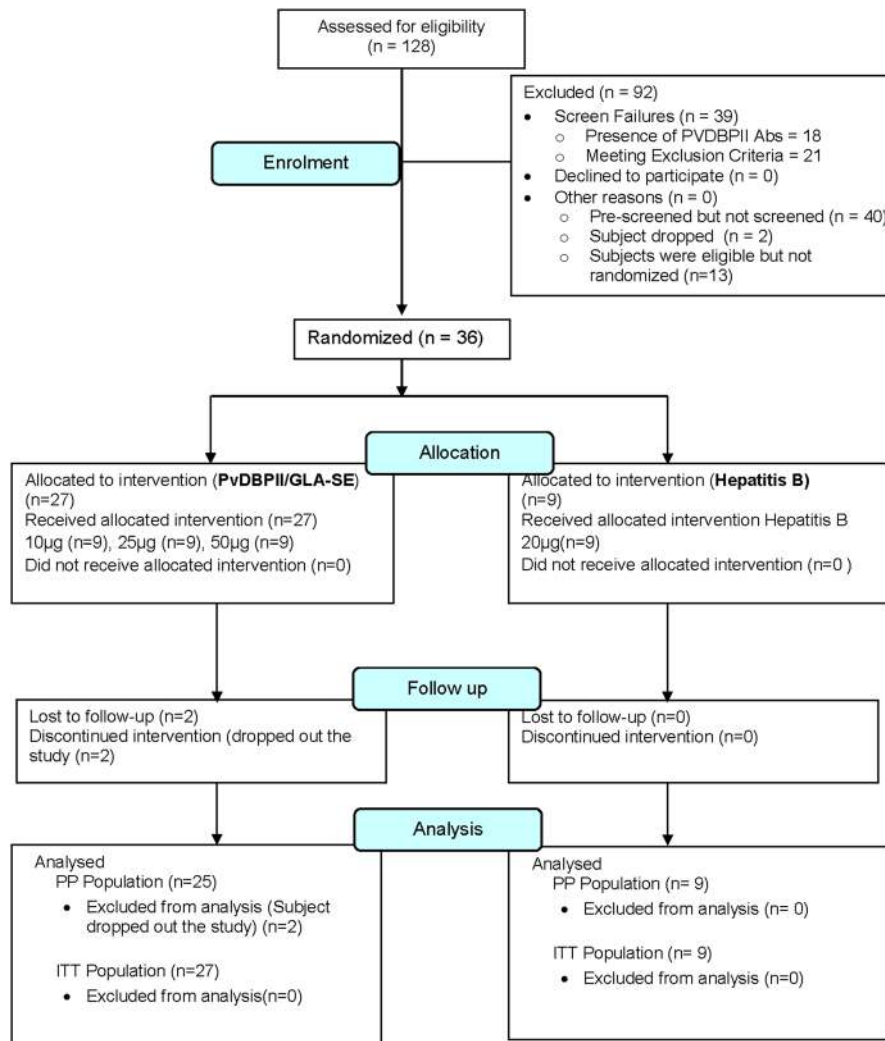 Assessed for eligibility
(n = 128)
Excluded (n = 92)
• Screen Failures (n = 39)
o Presence of PVDBPII Abs = 18
o Meeting Exclusion Criteria = 21
• Declined to participate (n = 0)
• Other reasons (n = 0)
o Pre-screened but not screened (n = 40)
o Subject dropped (n = 2)
o Subjects were eligible but not
randomized (n=13)
Enrolment
Randomized (n = 36)
Allocation
Allocated to intervention (PvDBPII/GLA-SE)
(n=27)
Received allocated intervention (n=27)
10µg (n=9), 25µg (n=9), 50µg (n=9)
Did not receive allocated intervention (n=0)
Allocated to intervention (Hepatitis B)
(n=9)
Received allocated intervention Hepatitis B
20µg(n=9)
Did not receive allocated intervention (n=0 )
Follow up
Lost to follow-up (n=2)
Discontinued intervention (dropped out the
study (n=2)
Lost to follow-up (n=0)
Discontinued intervention (n=0)
Analysis
Analysed
PP Population (n=25)
• Excluded from analysis (Subject
dropped out the study) (n=2)
ITT Population (n=27)
• Excluded from analysis(n=0)
Analysed
PP Population (n= 9)
• Excluded from analysis (n= 0)
ITT Population (n= 9)
• Excluded from analysis (n=0)